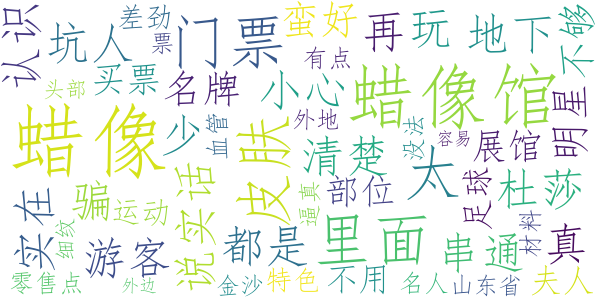 认识
坑人
差劲
票
门票
蛮好
有点
再
玩
地下
不够
头部
买票
名牌
小心
蜡像馆
明星
蜡像
少
血管
皮肤
外地
清楚
没法
容易
展馆
实在
骗
运动
细纹
说实话
逼真
部位
太
足球
杜莎
材料
真
游客
都是
里面
串通
零售点
外边
金沙
特色
不用
名人
山东省
夫人